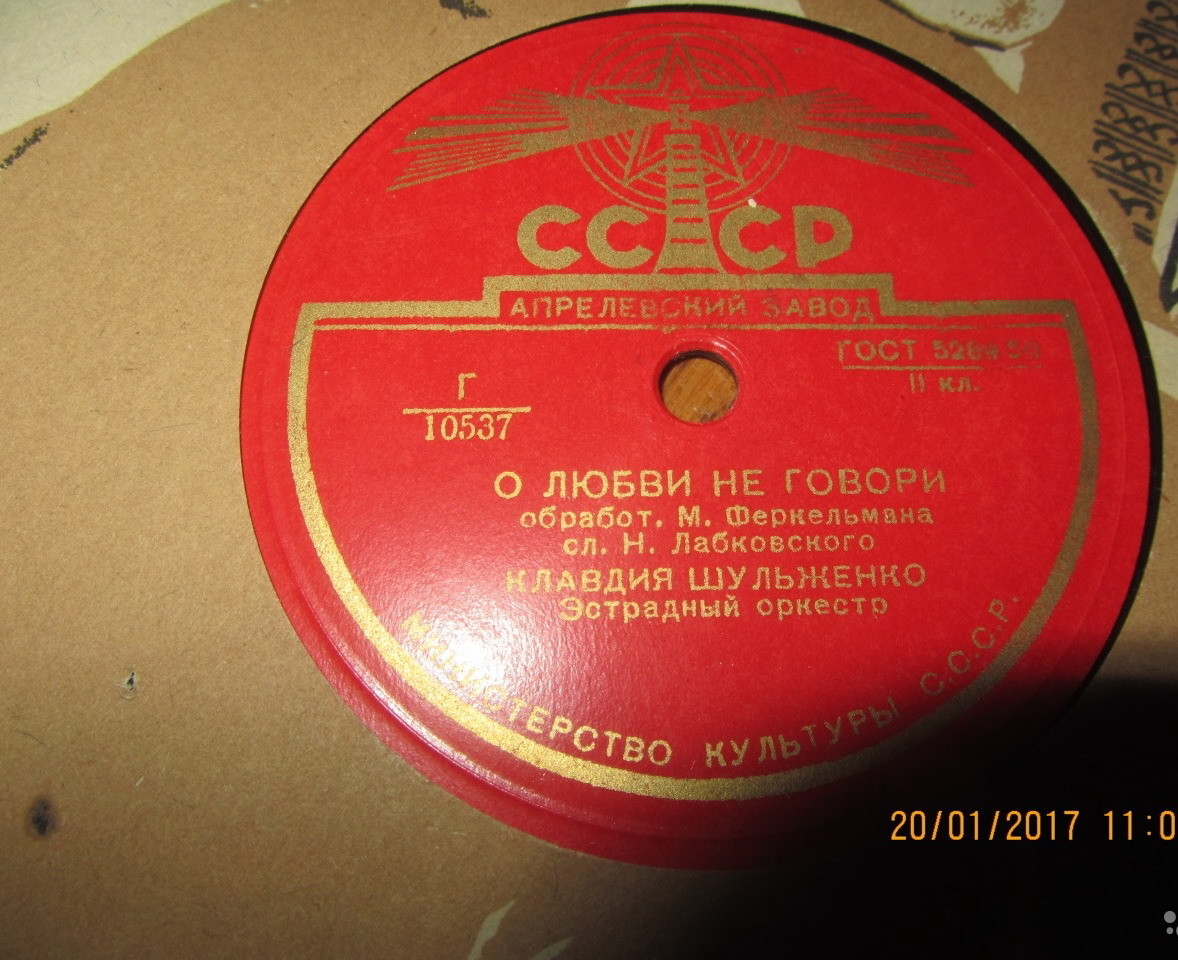 СССР
АПРЕЛЕВСКИЙ ЗАВОД
ГОСТ
II кл.
Г
10537
О ЛЮБВИ НЕ ГОВОРИ
обработ. М. Феркельмана
сл. Н. Лабковского
КЛАВДИЯ ШУЛЬЖЕНКО
Эстрадный оркестр
МИНИСТЕРСТВО КУЛЬТУРЫ С.С.С.Р.
20/01/2017 11:0